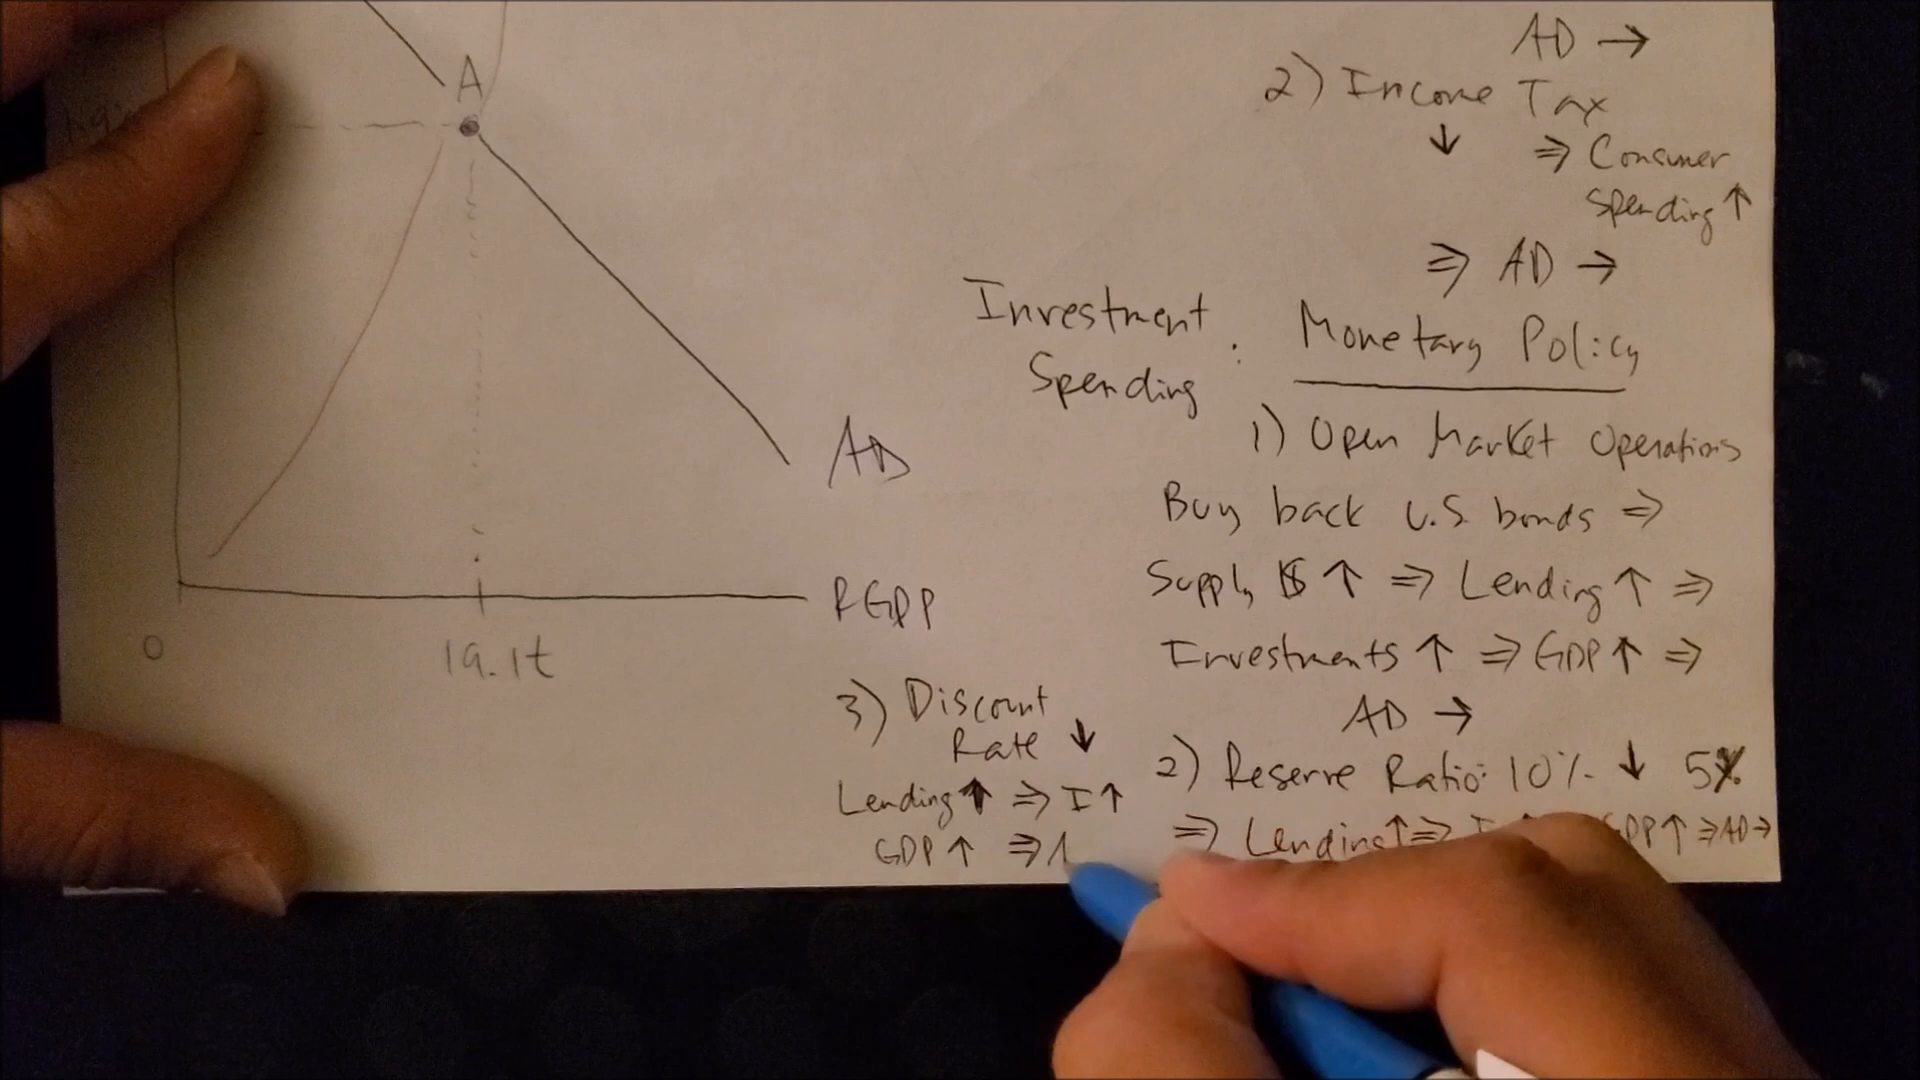 AD →
2) Income Tax
↓ ⇒ Consumer
Spending ↑
⇒ AD →
Investment
Spending : Monetary Policy
1) Open Market Operations
Buy back U.S. bonds ⇒
Supply $ ↑ ⇒ Lending ↑ ⇒
Investments ↑ ⇒ GDP ↑ ⇒
AD →
2) Reserve Ratio: 10% ↓ 5%
⇒ Lending ↑ ⇒ I GDP ↑ ⇒ AD →
3) Discount
Rate ↓
Lending ↑ ⇒ I ↑
GDP ↑ ⇒
A
AD
RGDP
0
19.1t